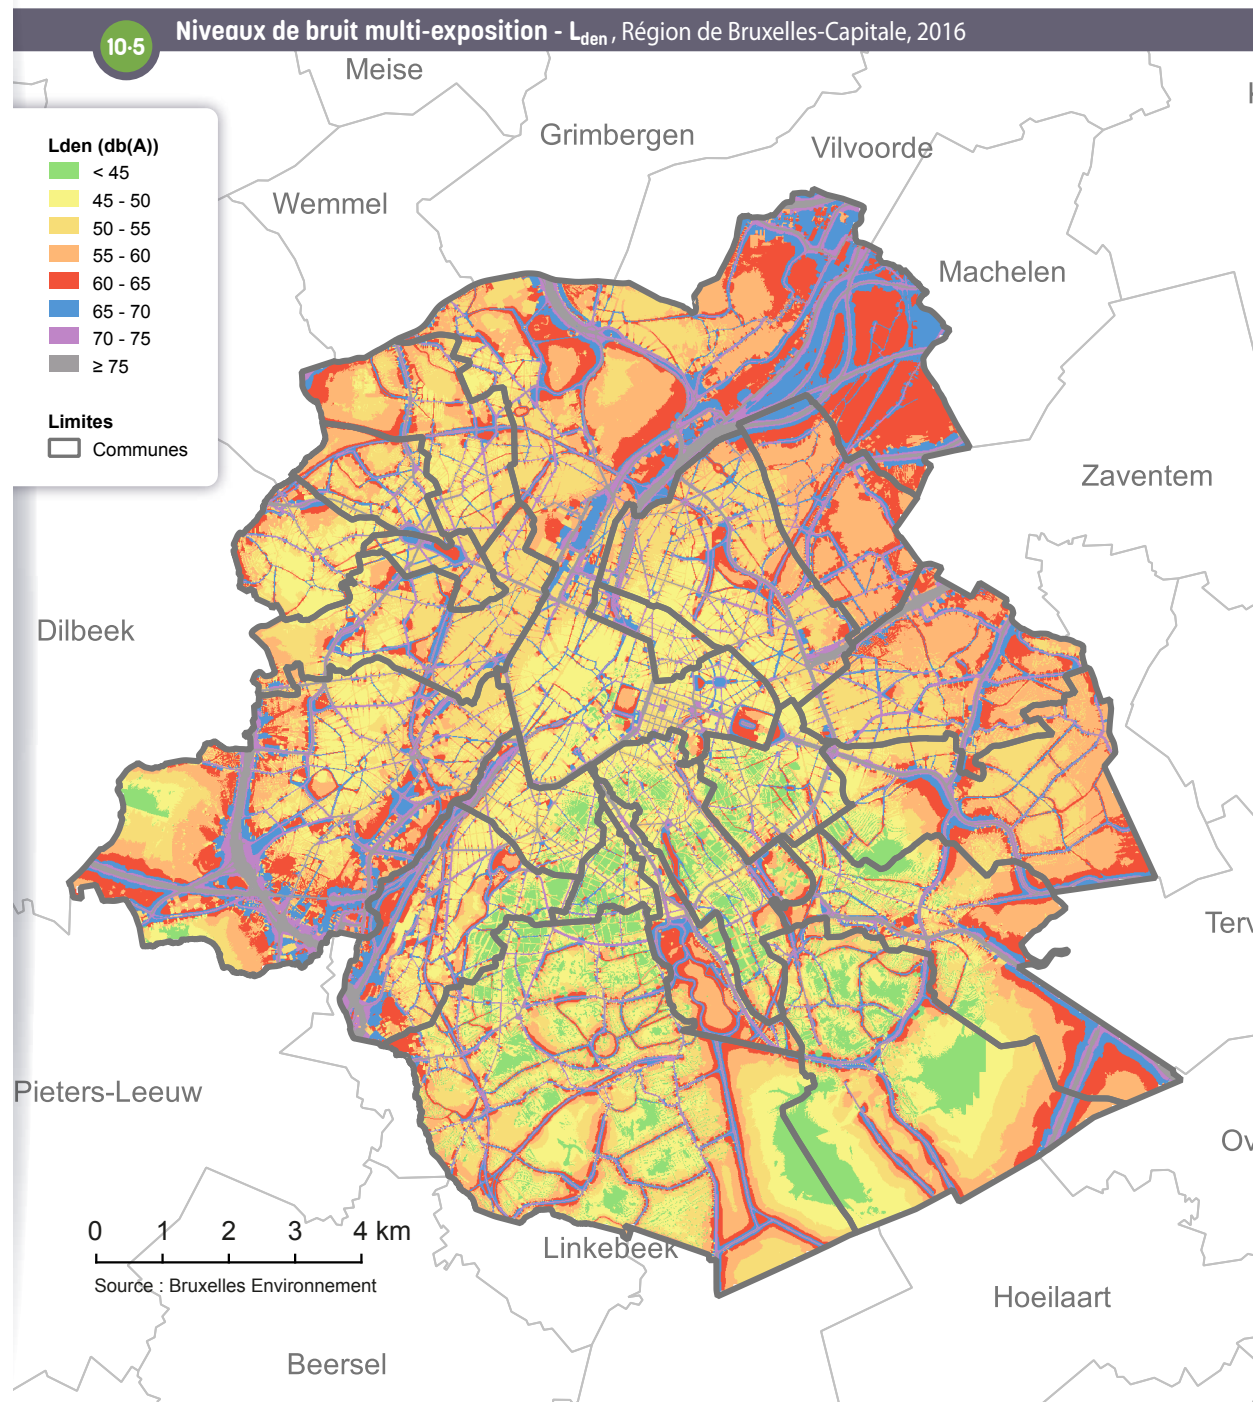 10·5
Niveaux de bruit multi-exposition - Lden, Région de Bruxelles-Capitale, 2016
Meise
Grimbergen
Vilvoorde
Lden (db(A))
< 45
45 - 50
50 - 55
55 - 60
60 - 65
65 - 70
70 - 75
≥ 75
Limites
Communes
Wemmel
Machelen
Zaventem
Dilbeek
Terv
Pieters-Leeuw
Ov
0 1 2 3 4 km
Source : Bruxelles Environnement
Linkebeek
Hoeilaart
Beersel